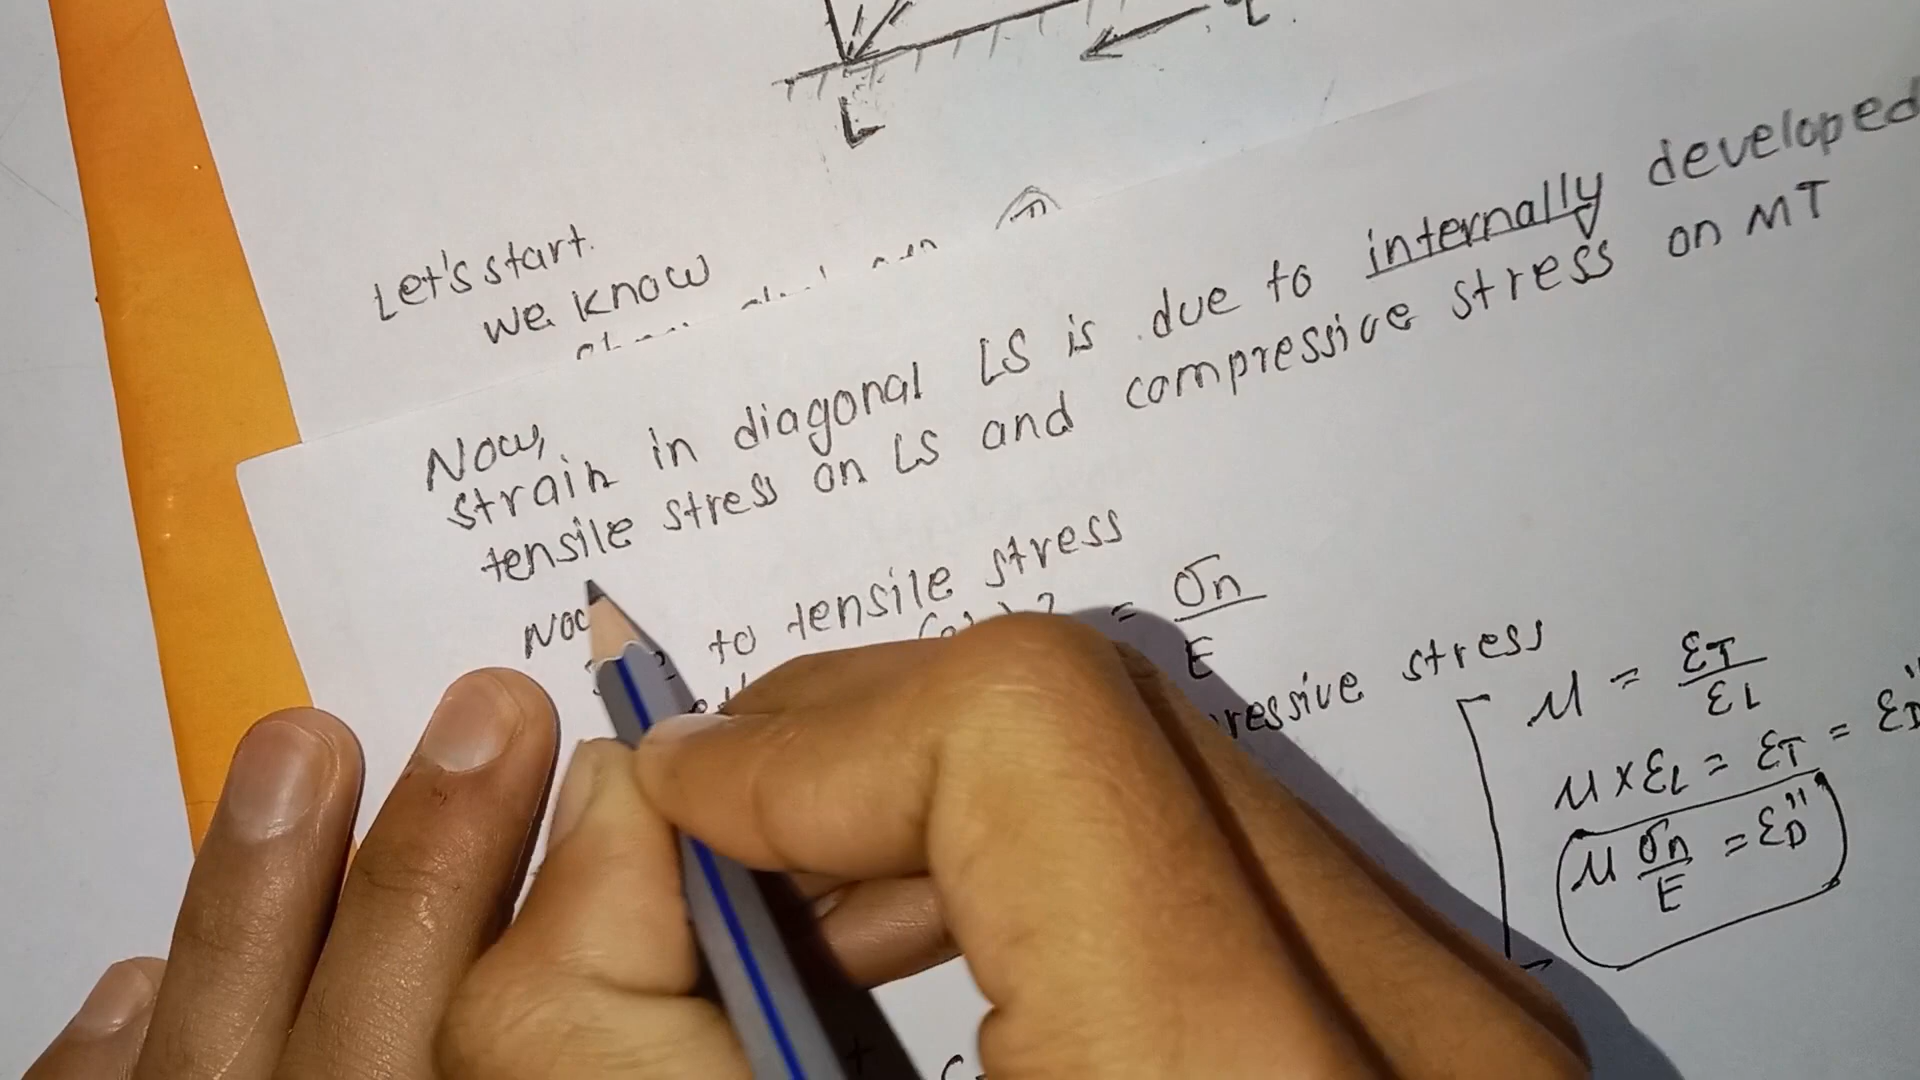 L
Let's start.
we know
Now,
strain in diagonal LS is due to internally developed
tensile stress on LS and compressive stress on MT
to tensile stress
= σn/E
ressive stress
μ = εT/εL
μ×εL = εT = ε
μ σn/E = εD"